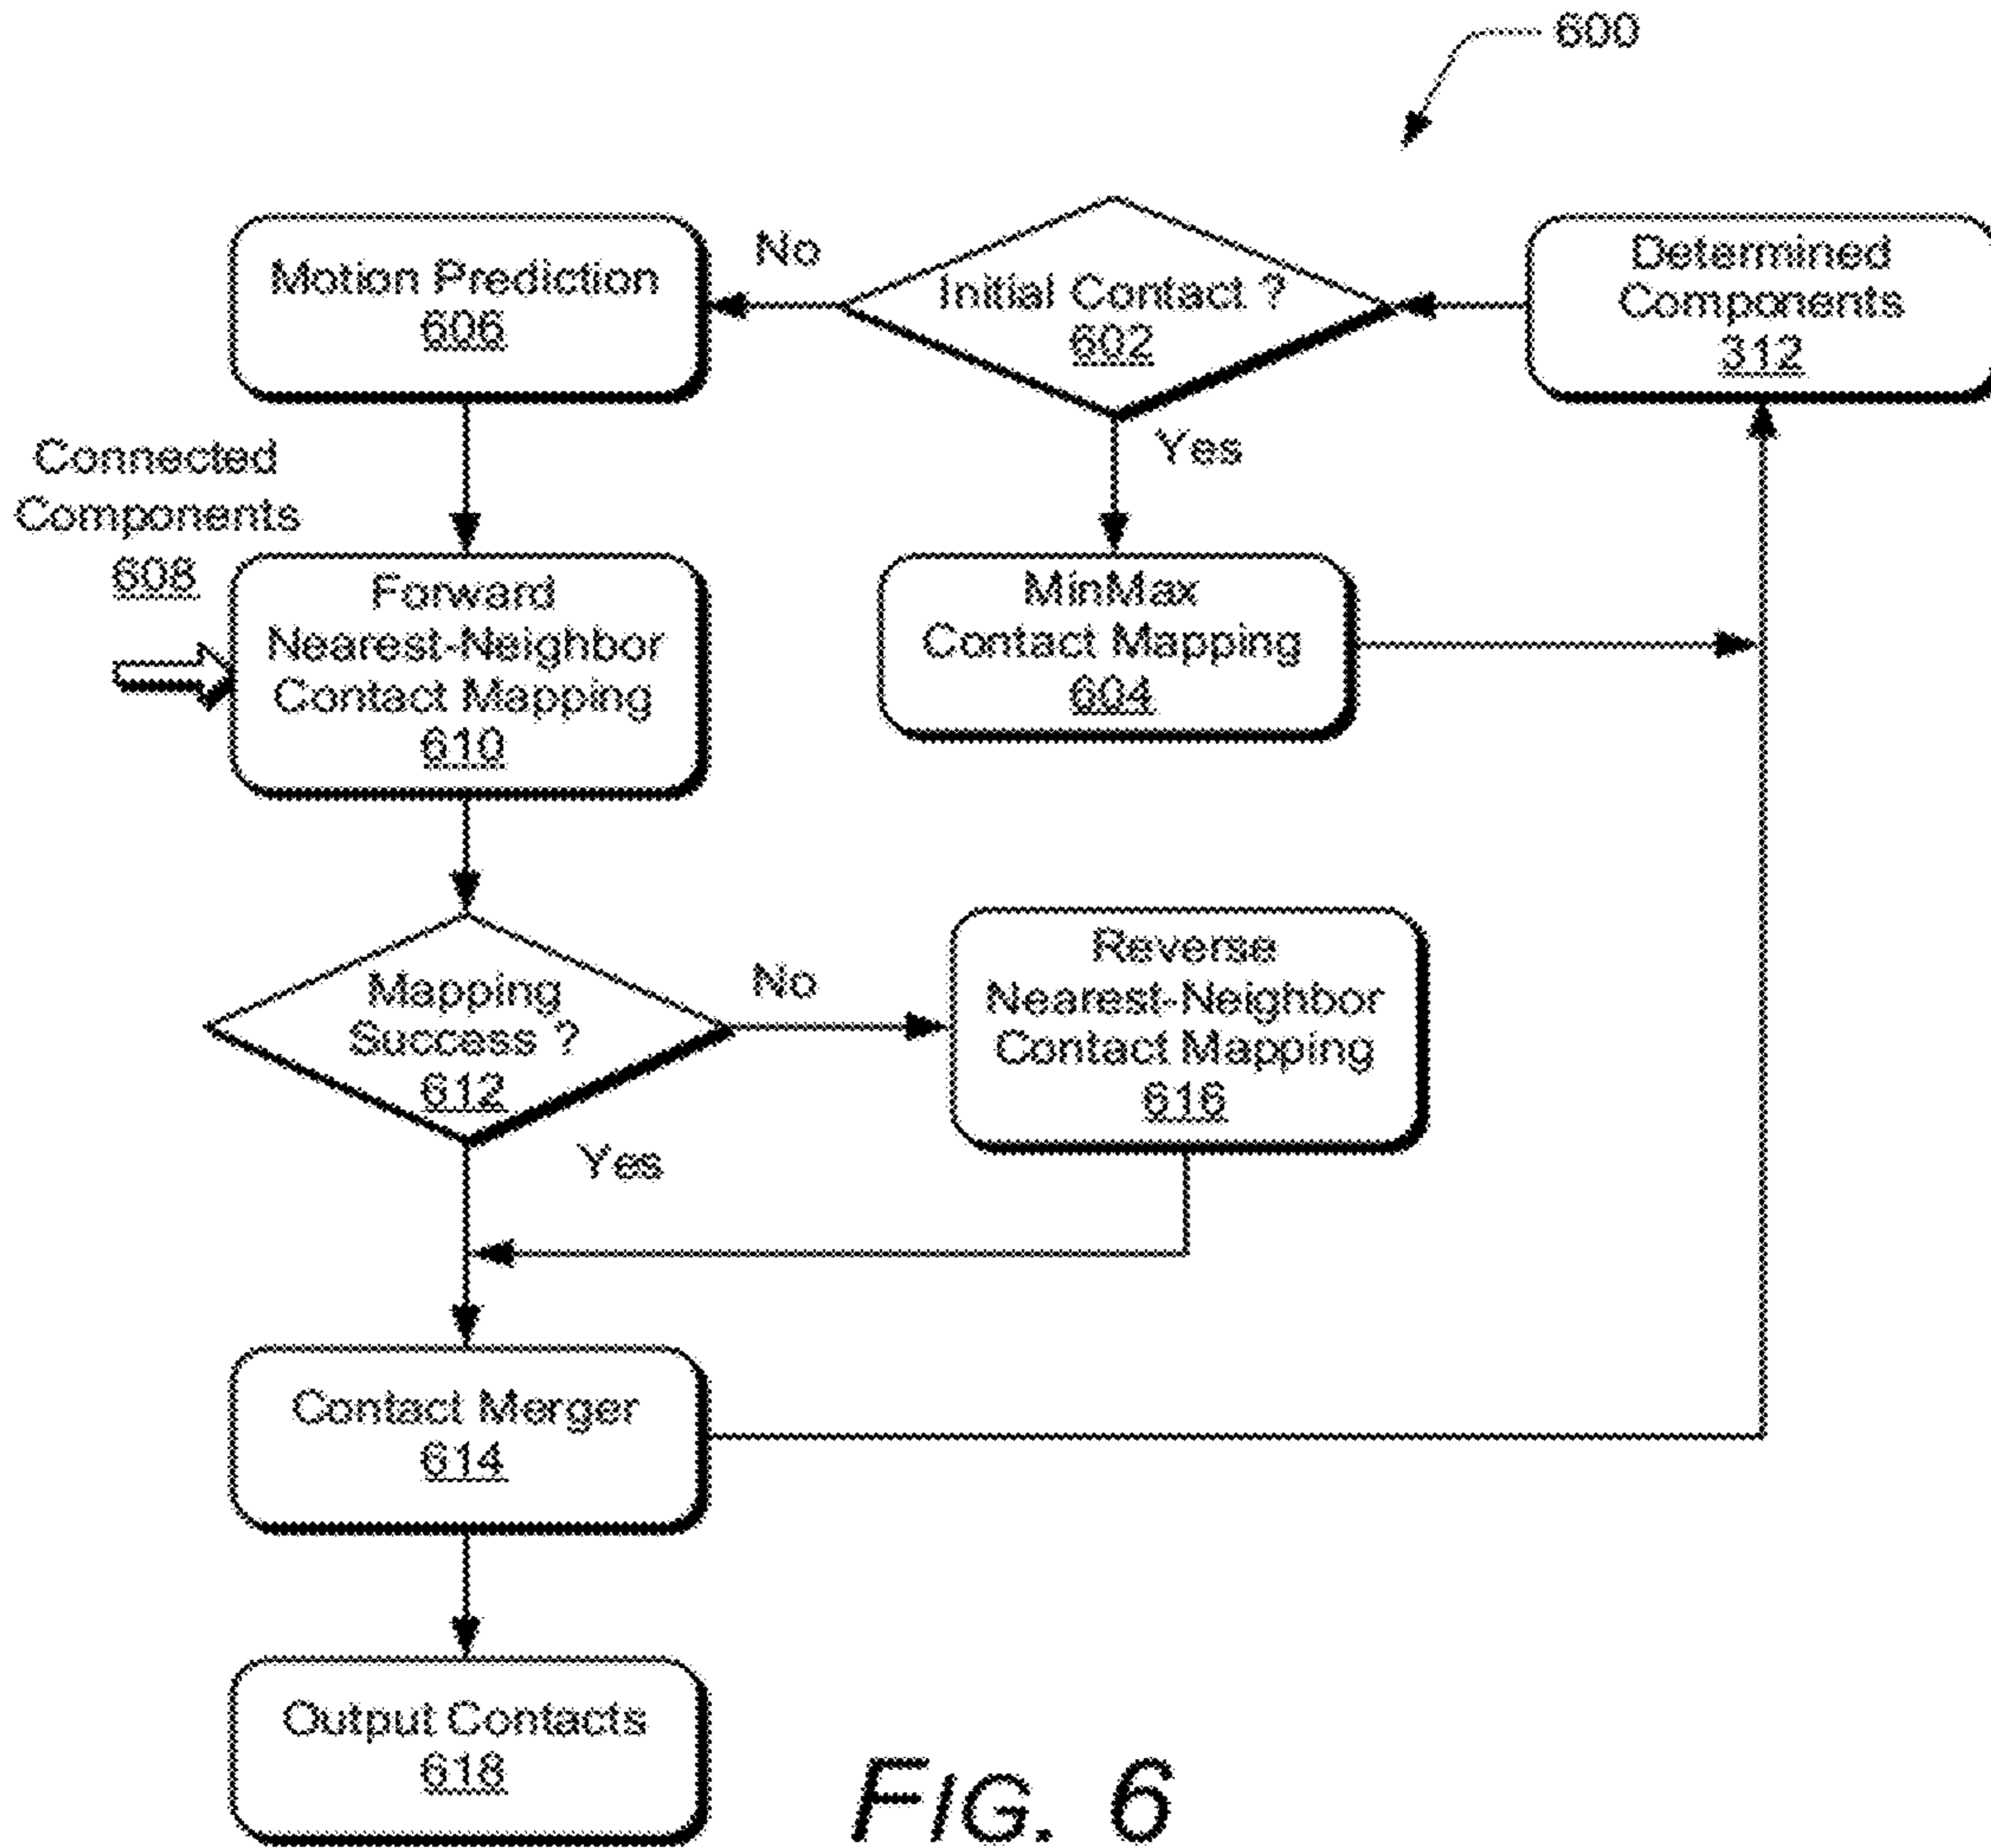 600
Motion Prediction
606
No
Initial Contact ?
602
Determined
Components
312
Yes
Connected
Components
608
Forward
Nearest-Neighbor
Contact Mapping
610
MinMax
Contact Mapping
604
Mapping
Success ?
612
No
Yes
Reverse
Nearest-Neighbor
Contact Mapping
616
Contact Merger
614
Output Contacts
618
FIG. 6